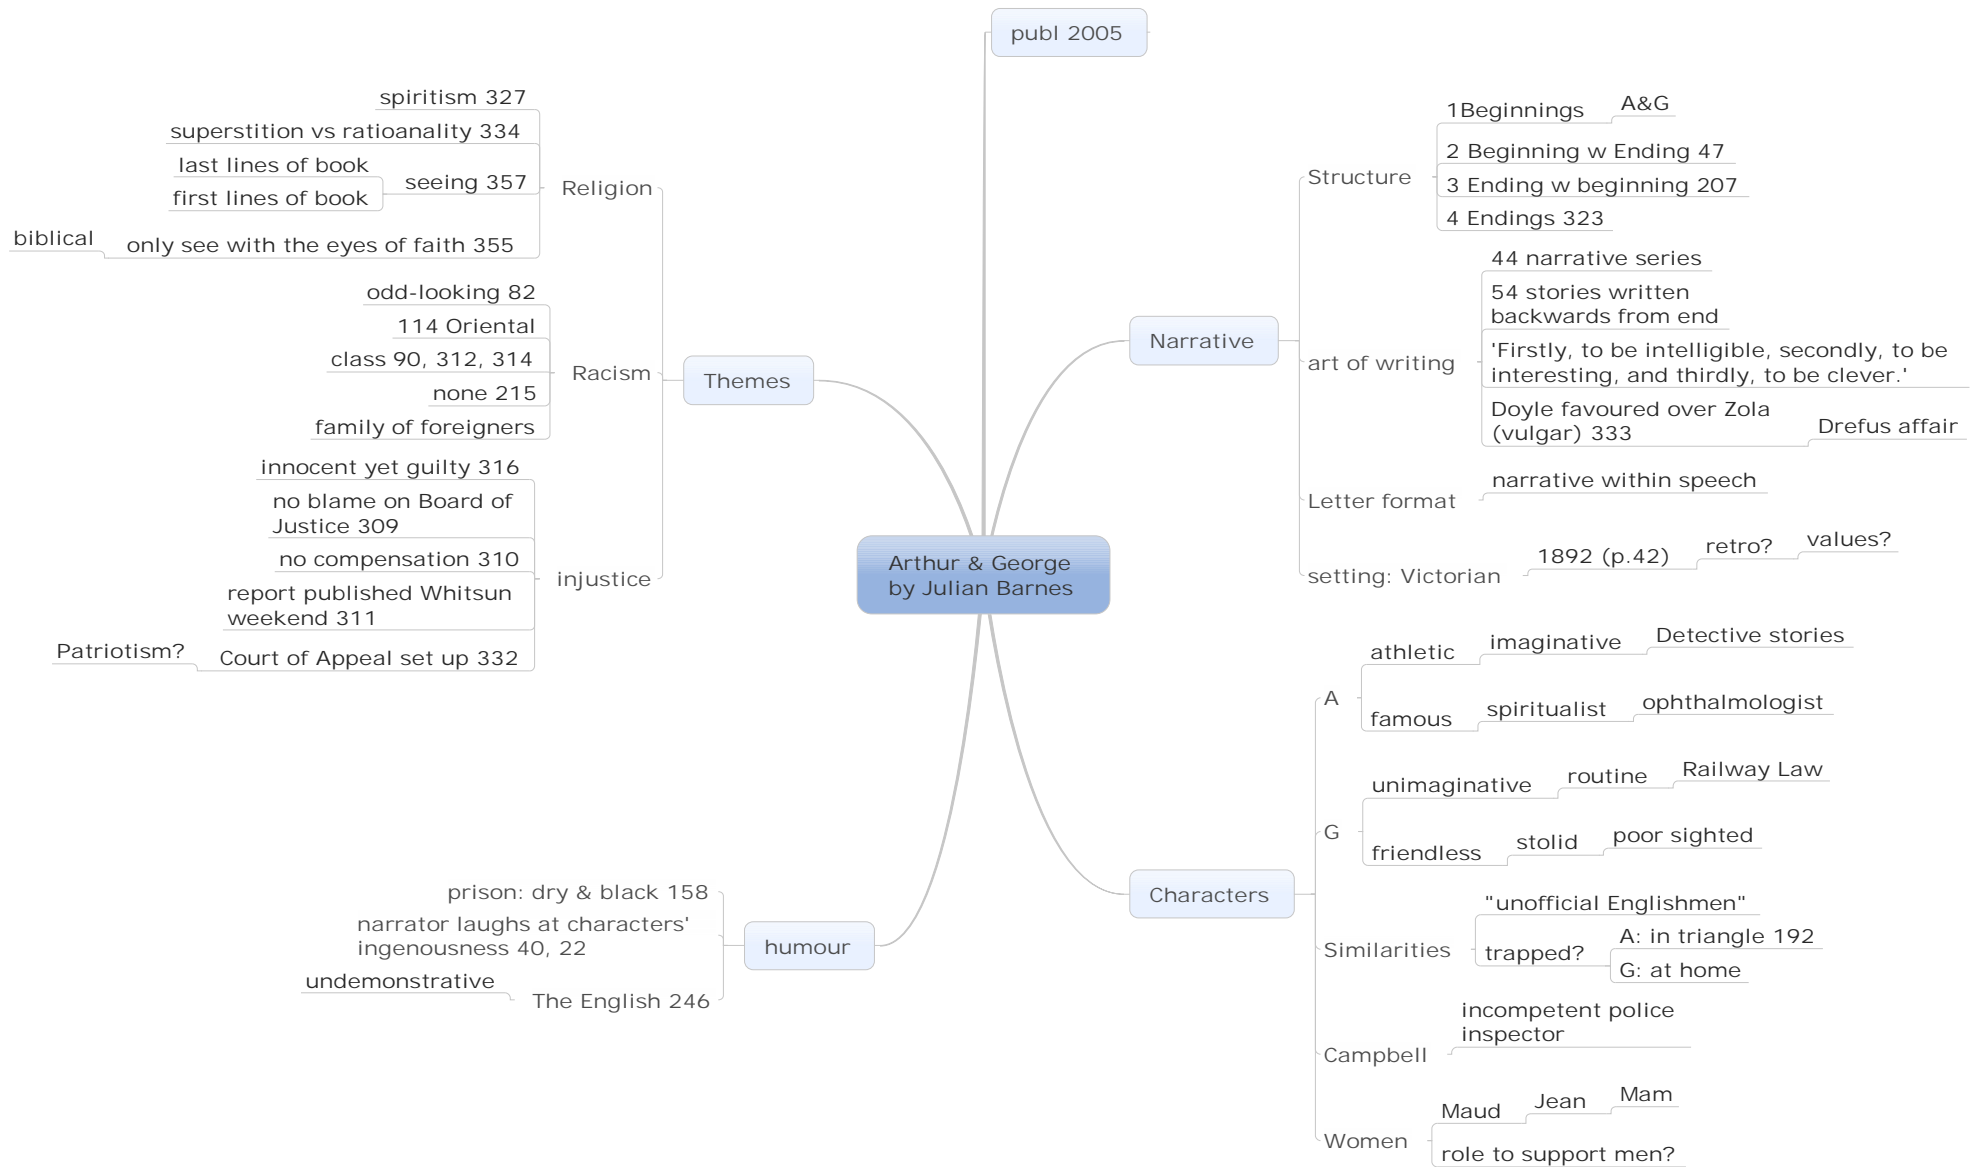 publ 2005
spiritism 327
superstition vs ratioanality 334
last lines of book
first lines of book
seeing 357
biblical
only see with the eyes of faith 355
Religion
odd-looking 82
114 Oriental
class 90, 312, 314
none 215
family of foreigners
Racism
Themes
innocent yet guilty 316
no blame on Board of
Justice 309
no compensation 310
report published Whitsun
weekend 311
Patriotism?
Court of Appeal set up 332
injustice
Arthur & George
by Julian Barnes
Narrative
Structure
1Beginnings
A&G
2 Beginning w Ending 47
3 Ending w beginning 207
4 Endings 323
art of writing
44 narrative series
54 stories written
backwards from end
'Firstly, to be intelligible, secondly, to be
interesting, and thirdly, to be clever.'
Doyle favoured over Zola
(vulgar) 333
Drefus affair
Letter format
narrative within speech
setting: Victorian
1892 (p.42)
retro?
values?
Characters
A
athletic
imaginative
Detective stories
famous
spiritualist
ophthalmologist
G
unimaginative
routine
Railway Law
friendless
stolid
poor sighted
Similarities
"unofficial Englishmen"
trapped?
A: in triangle 192
G: at home
Campbell
incompetent police
inspector
Women
Maud
Jean
Mam
role to support men?
humour
prison: dry & black 158
narrator laughs at characters'
ingenousness 40, 22
undemonstrative
The English 246